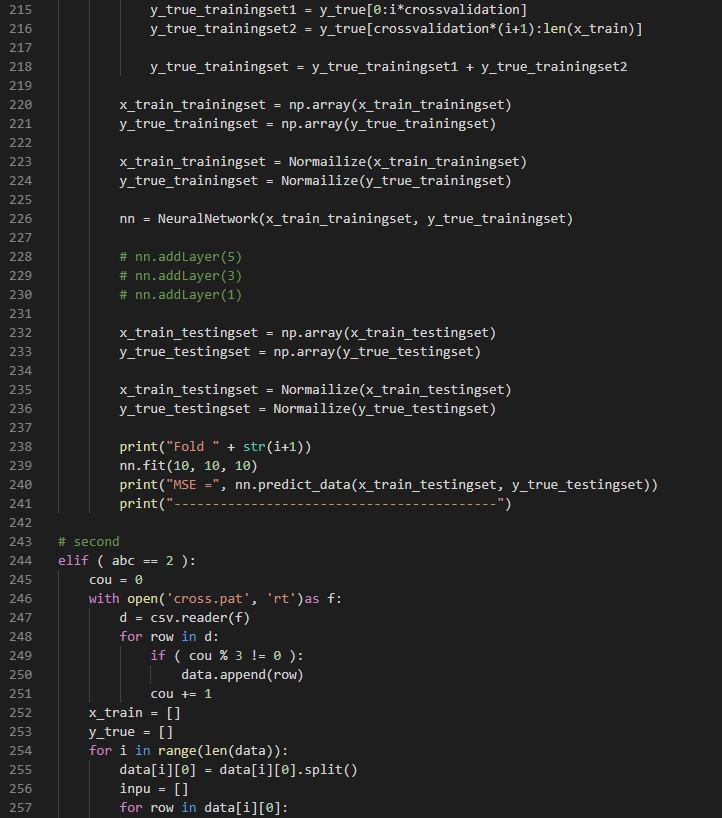 215 y_true_trainingset1 = y_true[0:i*crossvalidation]
216 y_true_trainingset2 = y_true[crossvalidation*(i+1):len(x_train)]
217
218 y_true_trainingset = y_true_trainingset1 + y_true_trainingset2
219
220 x_train_trainingset = np.array(x_train_trainingset)
221 y_true_trainingset = np.array(y_true_trainingset)
222
223 x_train_trainingset = Normailize(x_train_trainingset)
224 y_true_trainingset = Normailize(y_true_trainingset)
225
226 nn = NeuralNetwork(x_train_trainingset, y_true_trainingset)
227
228 # nn.addLayer(5)
229 # nn.addLayer(3)
230 # nn.addLayer(1)
231
232 x_train_testingset = np.array(x_train_testingset)
233 y_true_testingset = np.array(y_true_testingset)
234
235 x_train_testingset = Normailize(x_train_testingset)
236 y_true_testingset = Normailize(y_true_testingset)
237
238 print("Fold " + str(i+1))
239 nn.fit(10, 10, 10)
240 print("MSE =", nn.predict_data(x_train_testingset, y_true_testingset))
241 print("------------------------------------------")
242
243 # second
244 elif ( abc == 2 ):
245 cou = 0
246 with open('cross.pat', 'rt')as f:
247 d = csv.reader(f)
248 for row in d:
249 if ( cou % 3 != 0 ):
250 data.append(row)
251 cou += 1
252 x_train = []
253 y_true = []
254 for i in range(len(data)):
255 data[i][0] = data[i][0].split()
256 inpu = []
257 for row in data[i][0]: